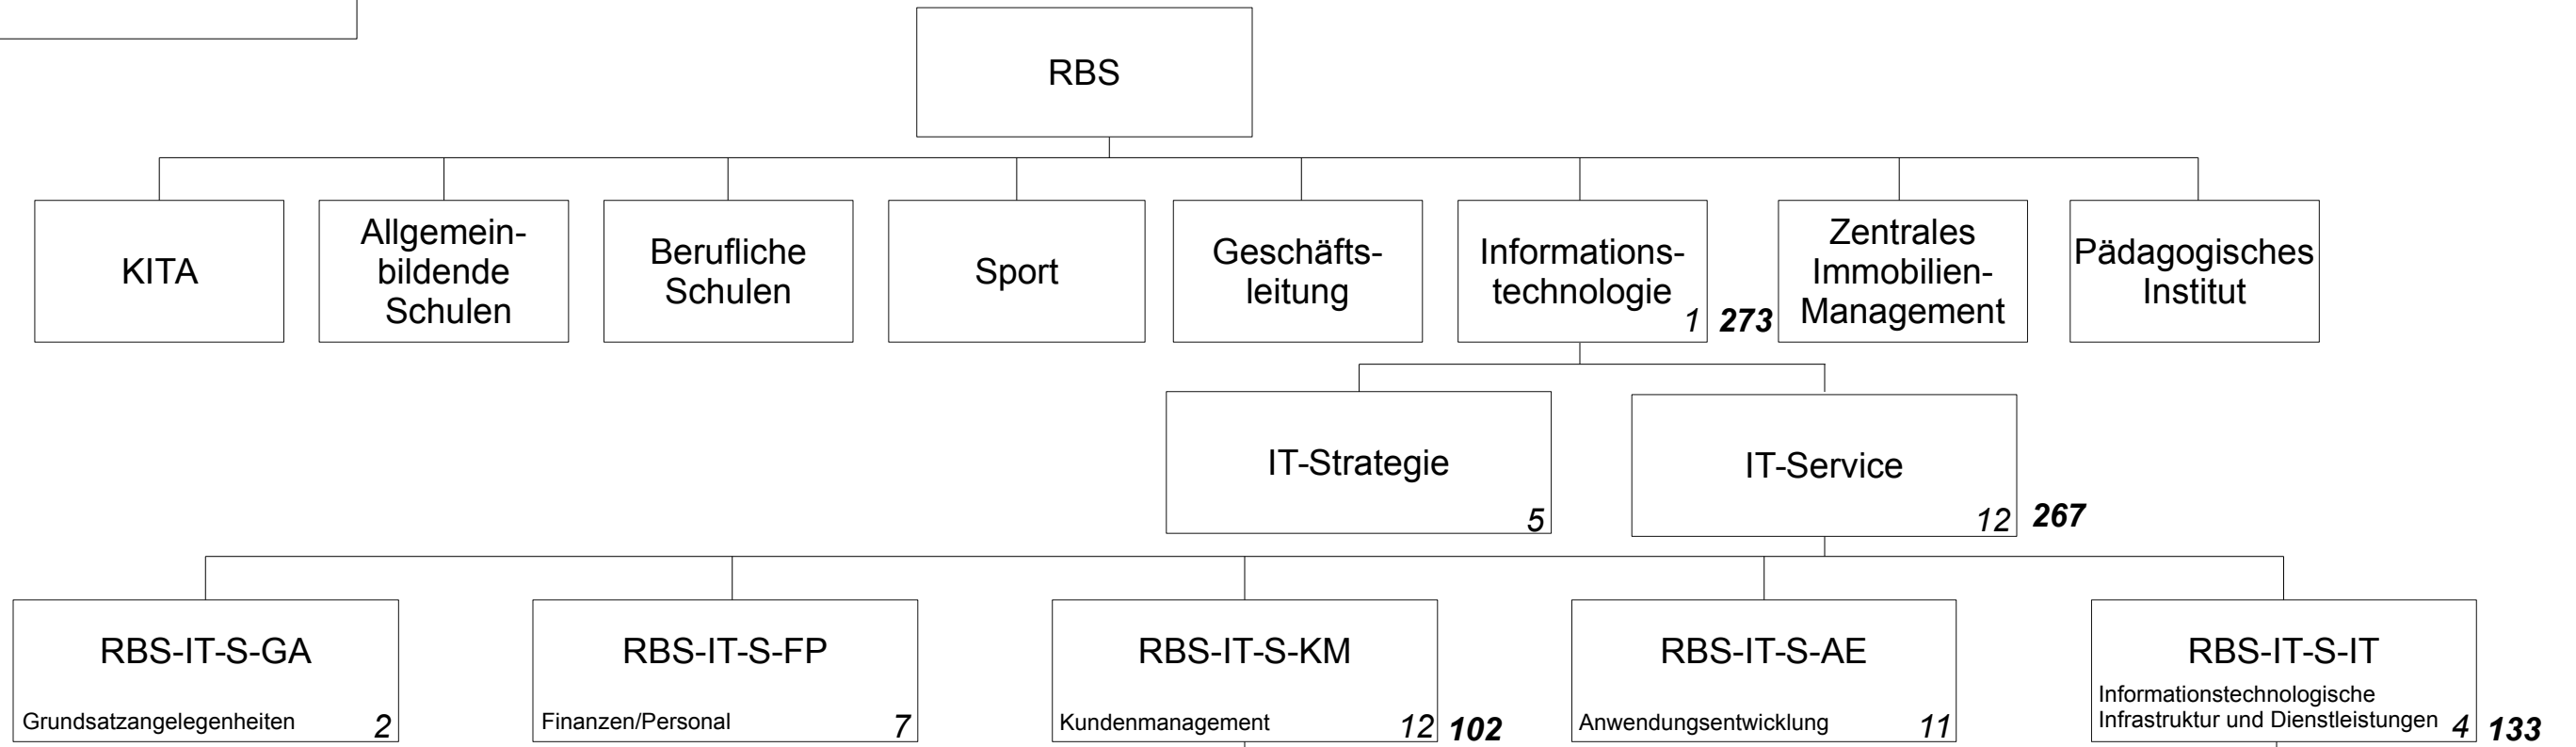 RBS
KITA
Allgemein-
bildende
Schulen
Berufliche
Schulen
Sport
Geschäfts-
leitung
Informations-
technologie
1 273
Zentrales
Immobilien-
Management
Pädagogisches
Institut
IT-Strategie
5
IT-Service
12 267
RBS-IT-S-GA
Grundsatzangelegenheiten 2
RBS-IT-S-FP
Finanzen/Personal 7
RBS-IT-S-KM
Kundenmanagement 12 102
RBS-IT-S-AE
Anwendungsentwicklung 11
RBS-IT-S-IT
Informationstechnologische
Infrastruktur und Dienstleistungen 4 133